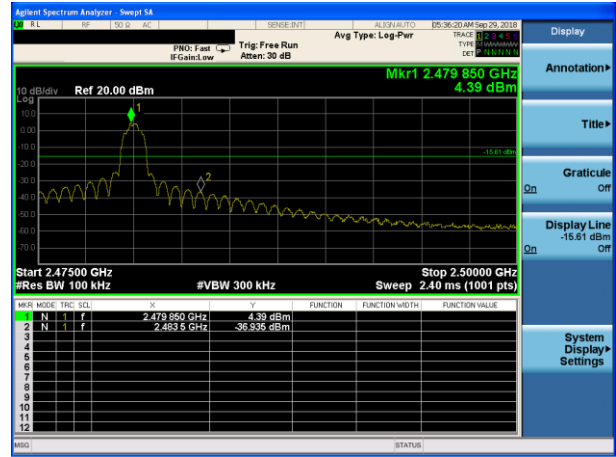 Agilent Spectrum Analyzer - Swept SA
RL RF 50 Ω AC SENSE:INT ALIGN AUTO 05:36:20 AM Sep 29, 2018
Display
PNO: Fast Trig: Free Run Avg Type: Log-Pwr TRACE 1 2 3 4 5 6
TYPE M
IFGain:Low Atten: 30 dB DET P N N N N N
Mkr1 2.479 850 GHz
10 dB/div Ref 20.00 dBm 4.39 dBm
Log
10.0
0.00
-10.0
-15.61 dBm
-20.0
-30.0
-40.0
-50.0
-60.0
-70.0
1
2
Start 2.47500 GHz Stop 2.50000 GHz
#Res BW 100 kHz #VBW 300 kHz Sweep 2.40 ms (1001 pts)
MKR MODE TRC SCL X Y FUNCTION FUNCTION WIDTH FUNCTION VALUE
1 N 1 f 2.479 850 GHz 4.39 dBm
2 N 1 f 2.483 5 GHz -36.935 dBm
3
4
5
6
7
8
9
10
11
12
MSG STATUS
Annotation
Title
Graticule
On Off
Display Line
-15.61 dBm
On Off
System
Display
Settings